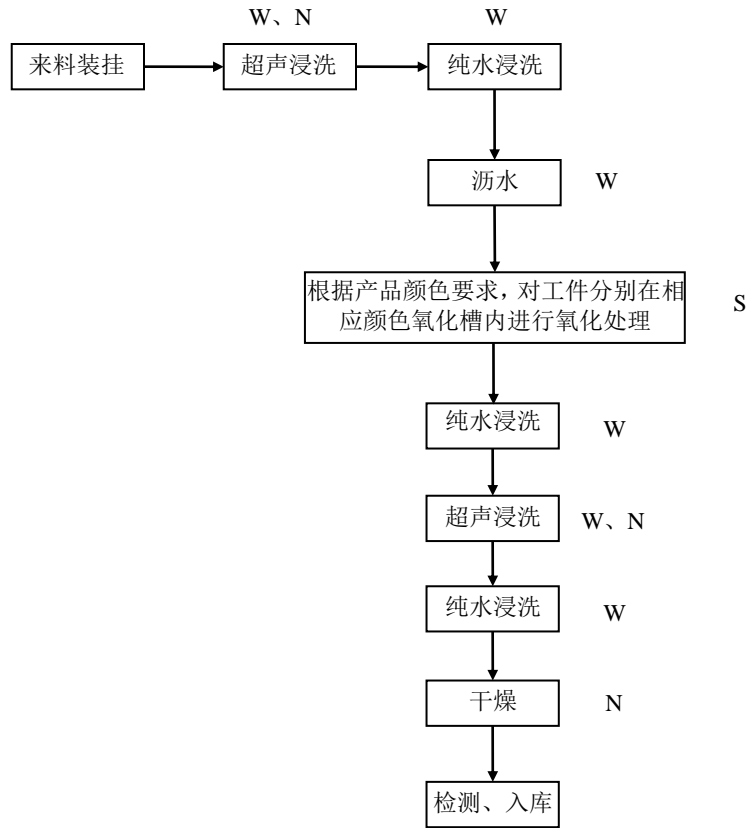 W、N
W
来料装挂
超声浸洗
纯水浸洗
沥水
W
根据产品颜色要求，对工件分别在相
应颜色氧化槽内进行氧化处理
S
纯水浸洗
W
超声浸洗
W、N
纯水浸洗
W
干燥
N
检测、入库